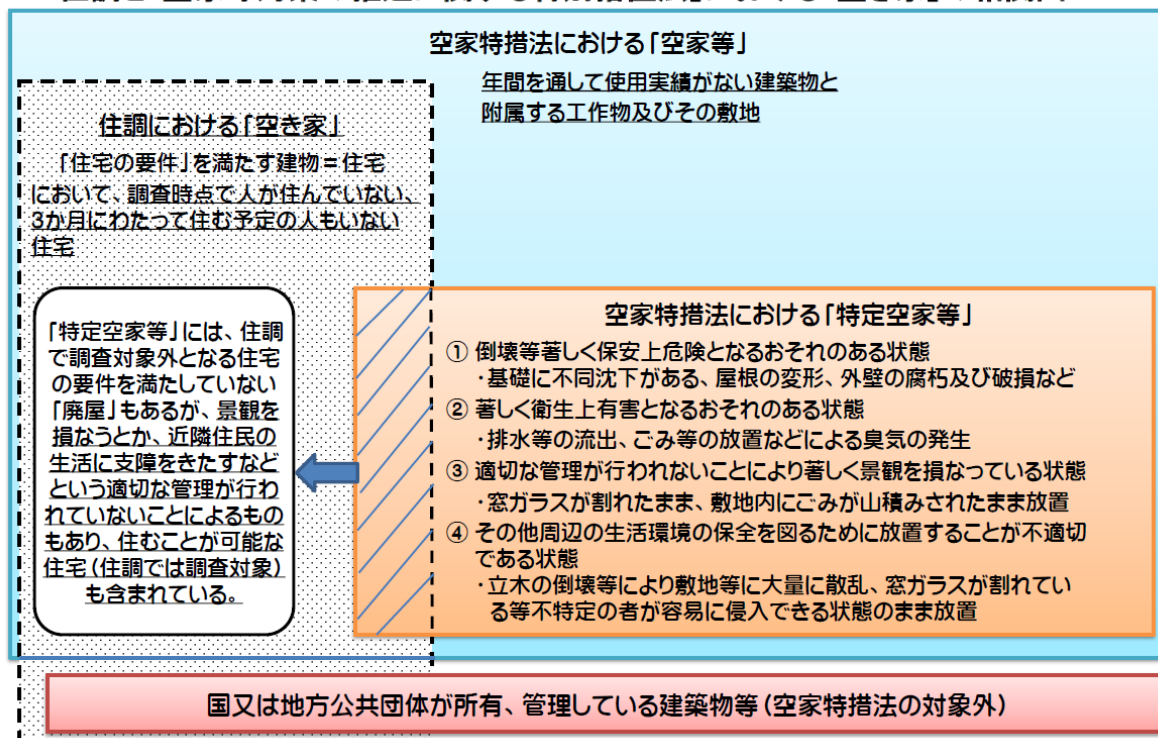 空家特措法における「空家等」
年間を通して使用実績がない建築物と
附属する工作物及びその敷地
住調における「空き家」
「住宅の要件」を満たす建物＝住宅
において、調査時点で人が住んでいない、
3か月にわたって住む予定の人もいない
住宅
「特定空家等」には、住調
で調査対象外となる住宅
の要件を満たしていない
「廃屋」もあるが、景観を
損なうとか、近隣住民の
生活に支障をきたすなど
という適切な管理が行わ
れていないことによるもの
もあり、住むことが可能な
住宅（住調では調査対象）
も含まれている。
空家特措法における「特定空家等」
① 倒壊等著しく保安上危険となるおそれのある状態
・基礎に不同沈下がある、屋根の変形、外壁の腐朽及び破損など
② 著しく衛生上有害となるおそれのある状態
・排水等の流出、ごみ等の放置などによる臭気の発生
③ 適切な管理が行われないことにより著しく景観を損なっている状態
・窓ガラスが割れたまま、敷地内にごみが山積みされたまま放置
④ その他周辺の生活環境の保全を図るために放置することが不適切
である状態
・立木の倒壊等により敷地等に大量に散乱、窓ガラスが割れてい
る等不特定の者が容易に侵入できる状態のまま放置
国又は地方公共団体が所有、管理している建築物等（空家特措法の対象外）